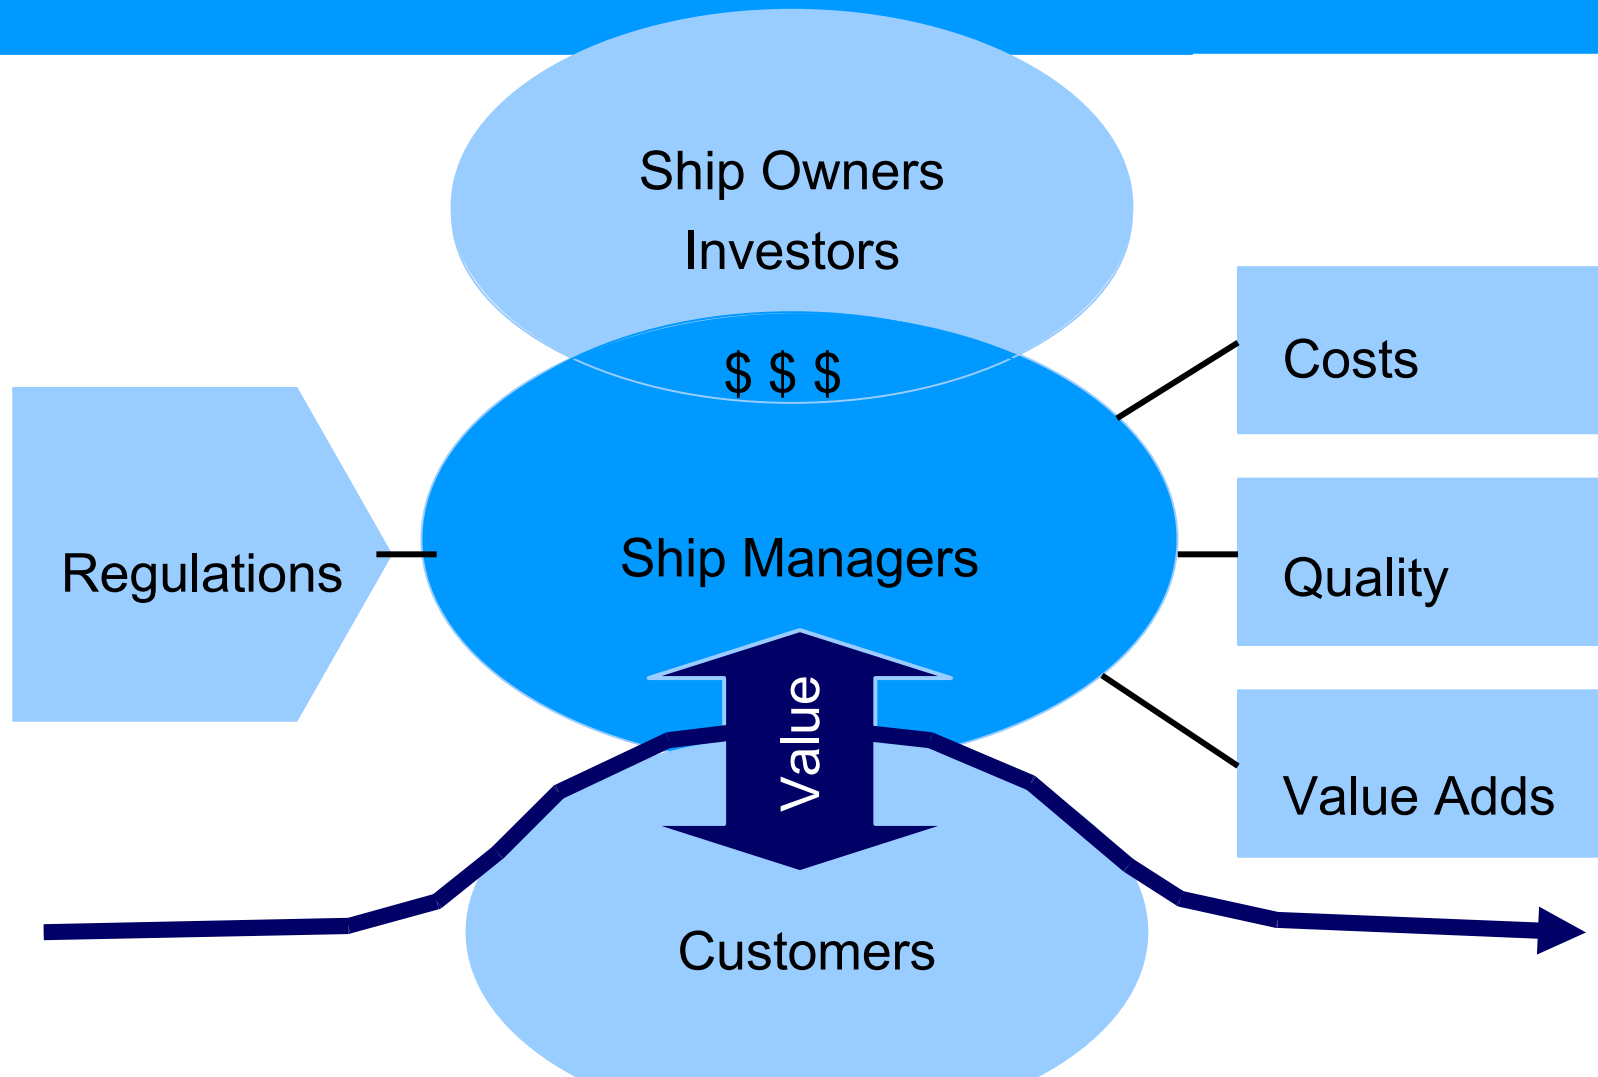 Ship Owners
Investors
$ $ $
Costs
Regulations
Ship Managers
Quality
Value
Value Adds
Customers